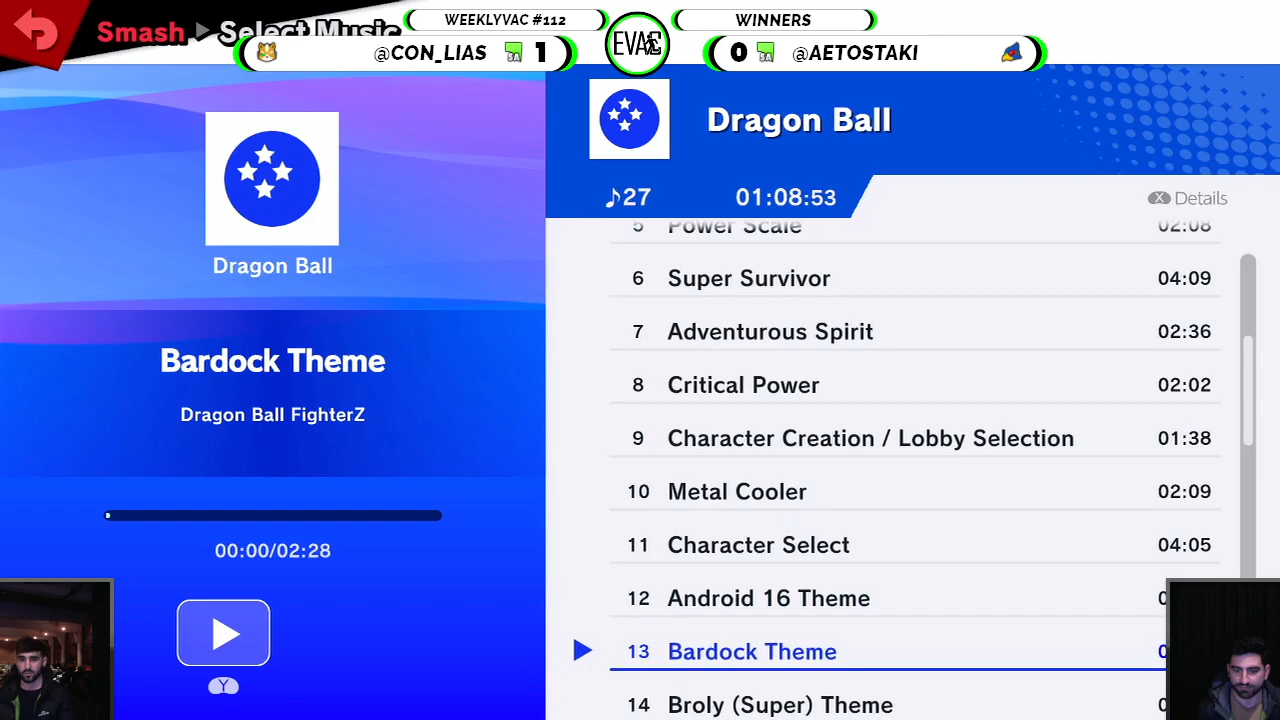 Smash ▶ Select Music
WEEKLYVAC #112
WINNERS
@CON_LIAS 1
EVAC
0 @AETOSTAKI
Dragon Ball
Dragon Ball
♪27 01:08:53
X Details
Bardock Theme
Dragon Ball FighterZ
00:00/02:28
Y
5 Power Scale 02:08
6 Super Survivor 04:09
7 Adventurous Spirit 02:36
8 Critical Power 02:02
9 Character Creation / Lobby Selection 01:38
10 Metal Cooler 02:09
11 Character Select 04:05
12 Android 16 Theme
13 Bardock Theme
14 Broly (Super) Theme